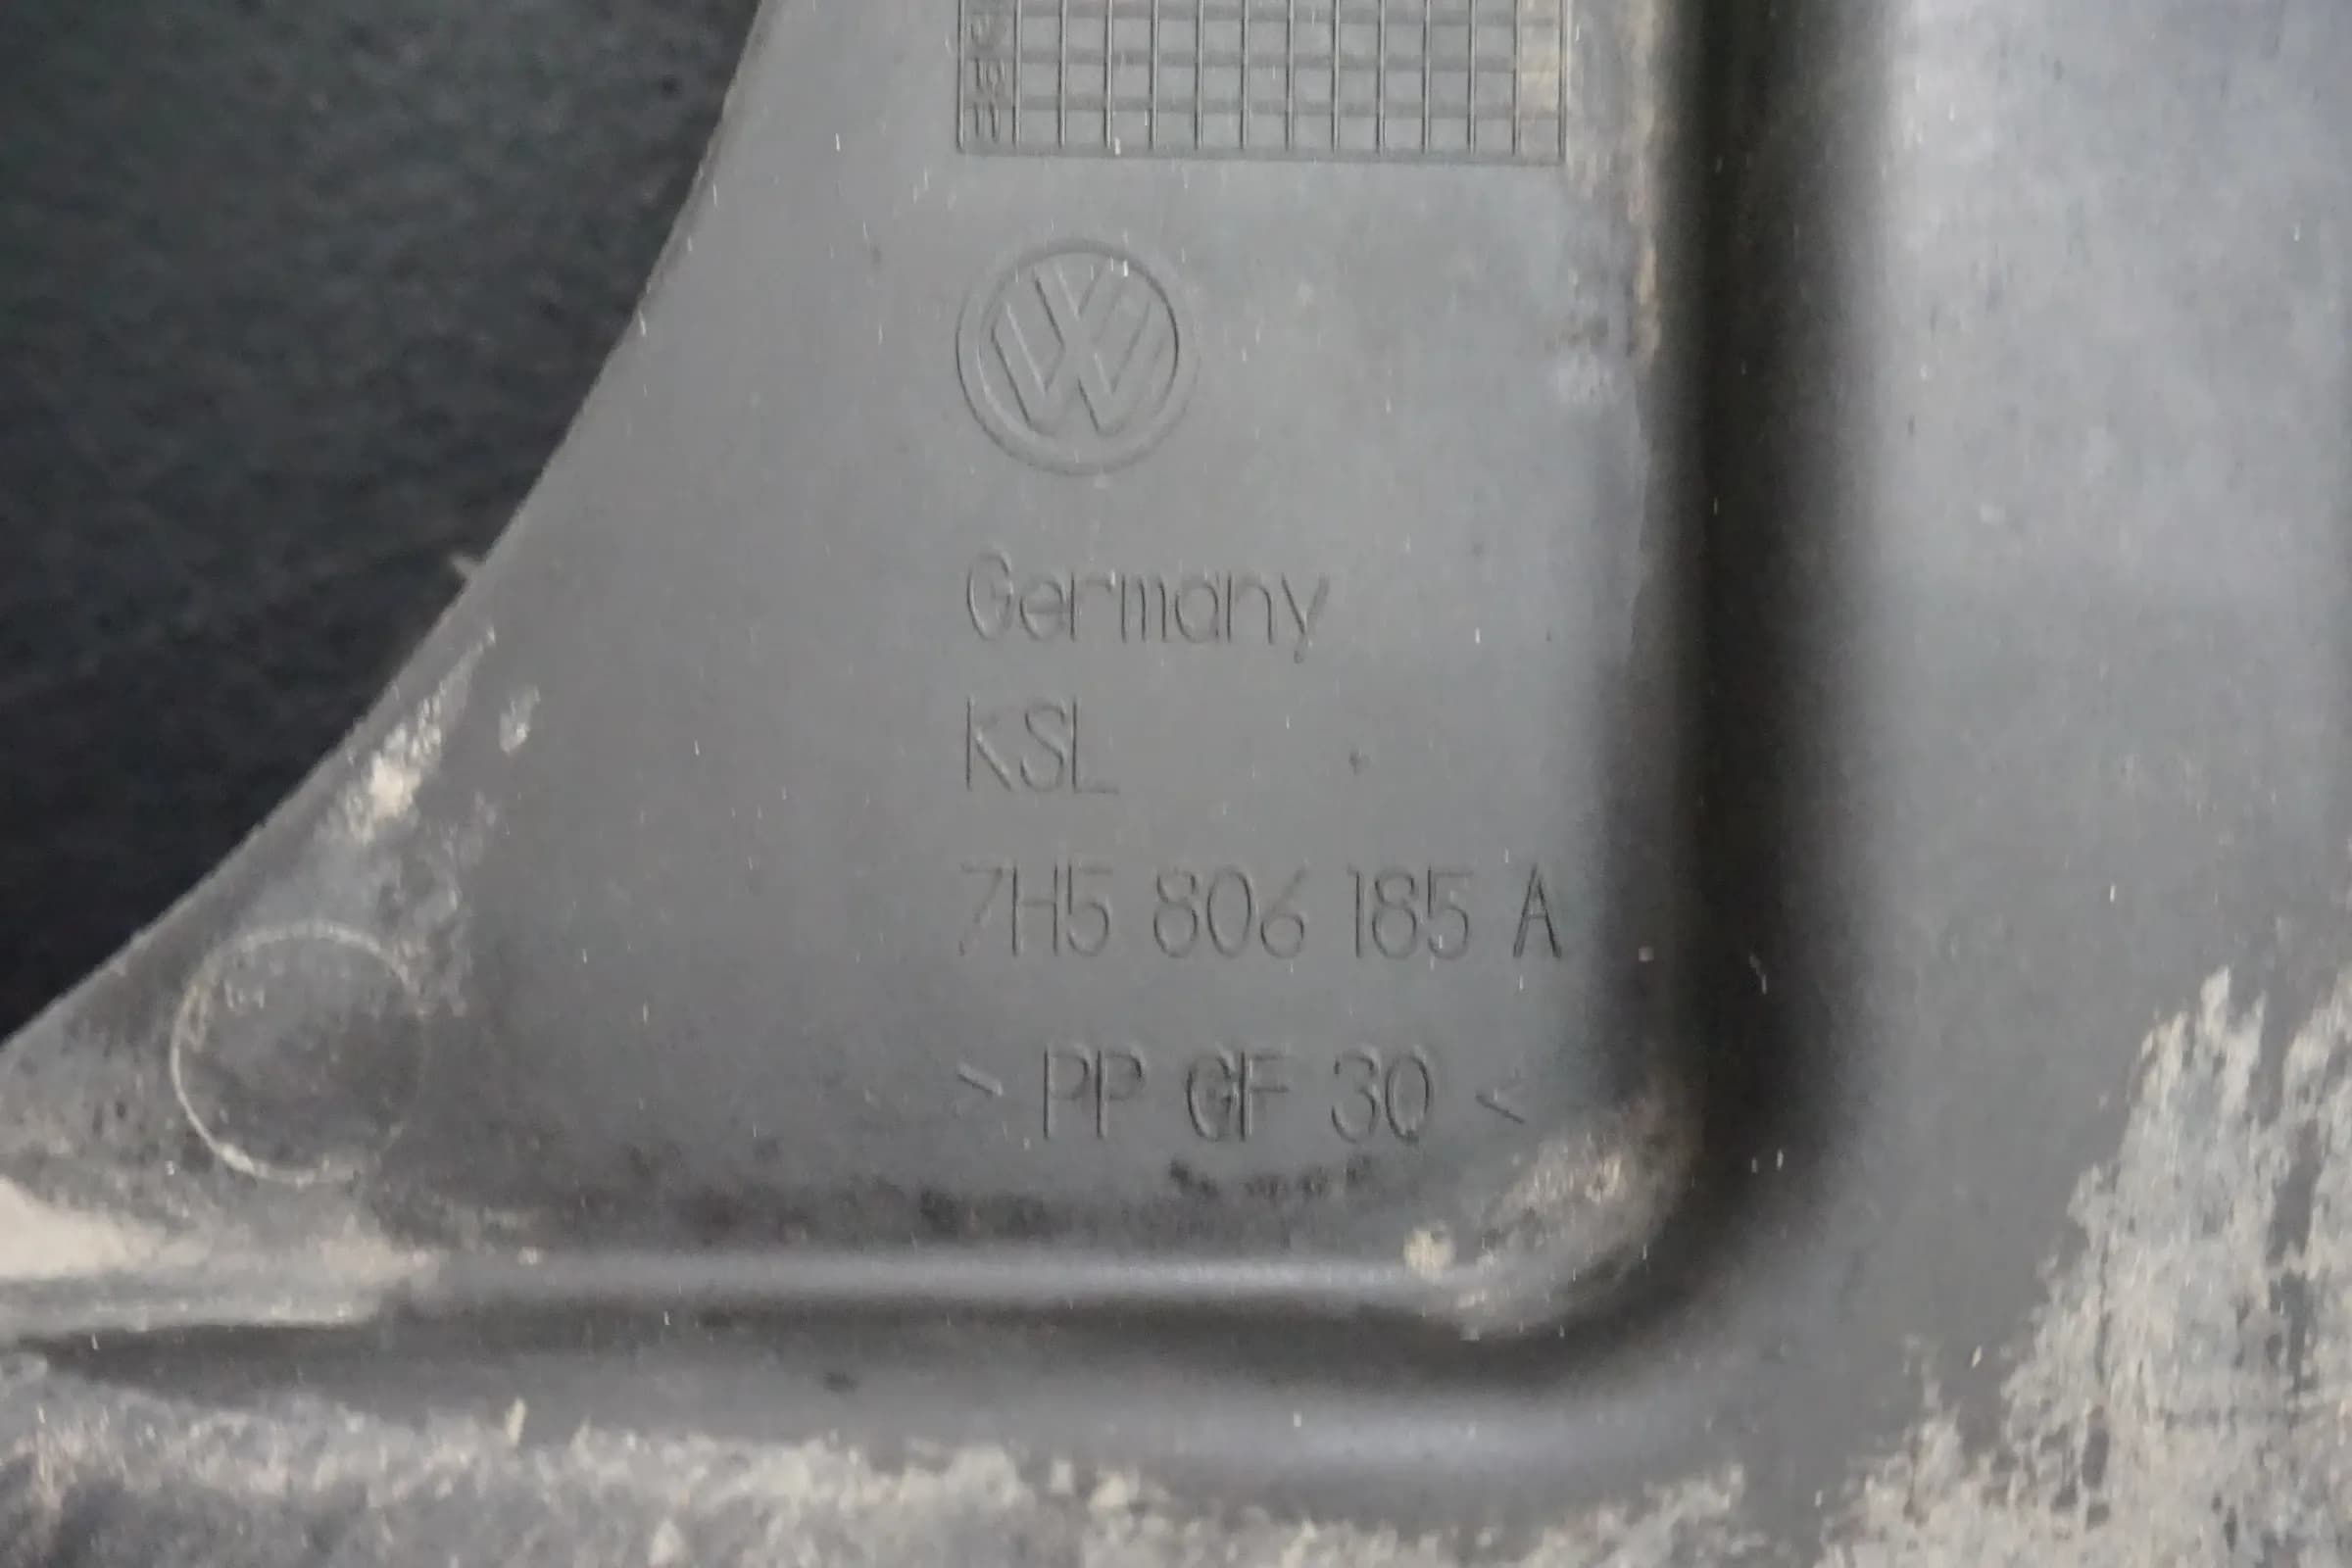 Germany
KSL
7H5 806 185 A
> PP GF 30 <